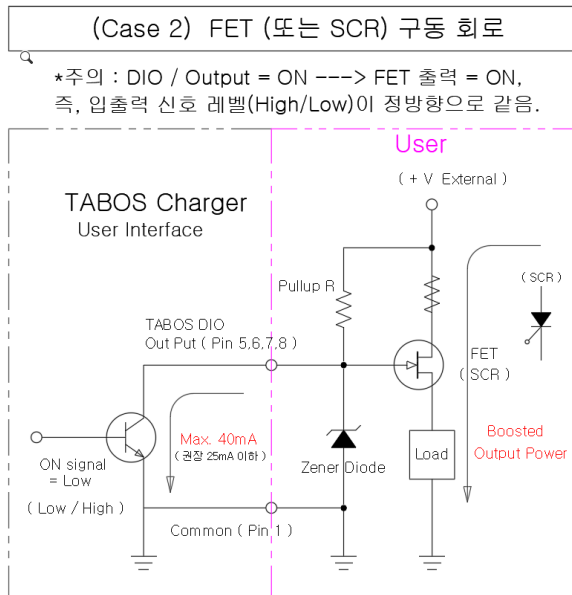 (Case 2) FET (또는 SCR) 구동 회로
*주의 : DIO / Output = ON ---> FET 출력 = ON,
즉, 입출력 신호 레벨(High/Low)이 정방향으로 같음.
User
( + V External )
TABOS Charger
User Interface
Pullup R
( SCR )
TABOS DIO
Out Put ( Pin 5,6,7,8 )
FET
( SCR )
Max. 40mA
( 권장 25mA 이하 )
Zener Diode
Load
Boosted
Output Power
ON signal
= Low
( Low / High )
Common ( Pin 1 )